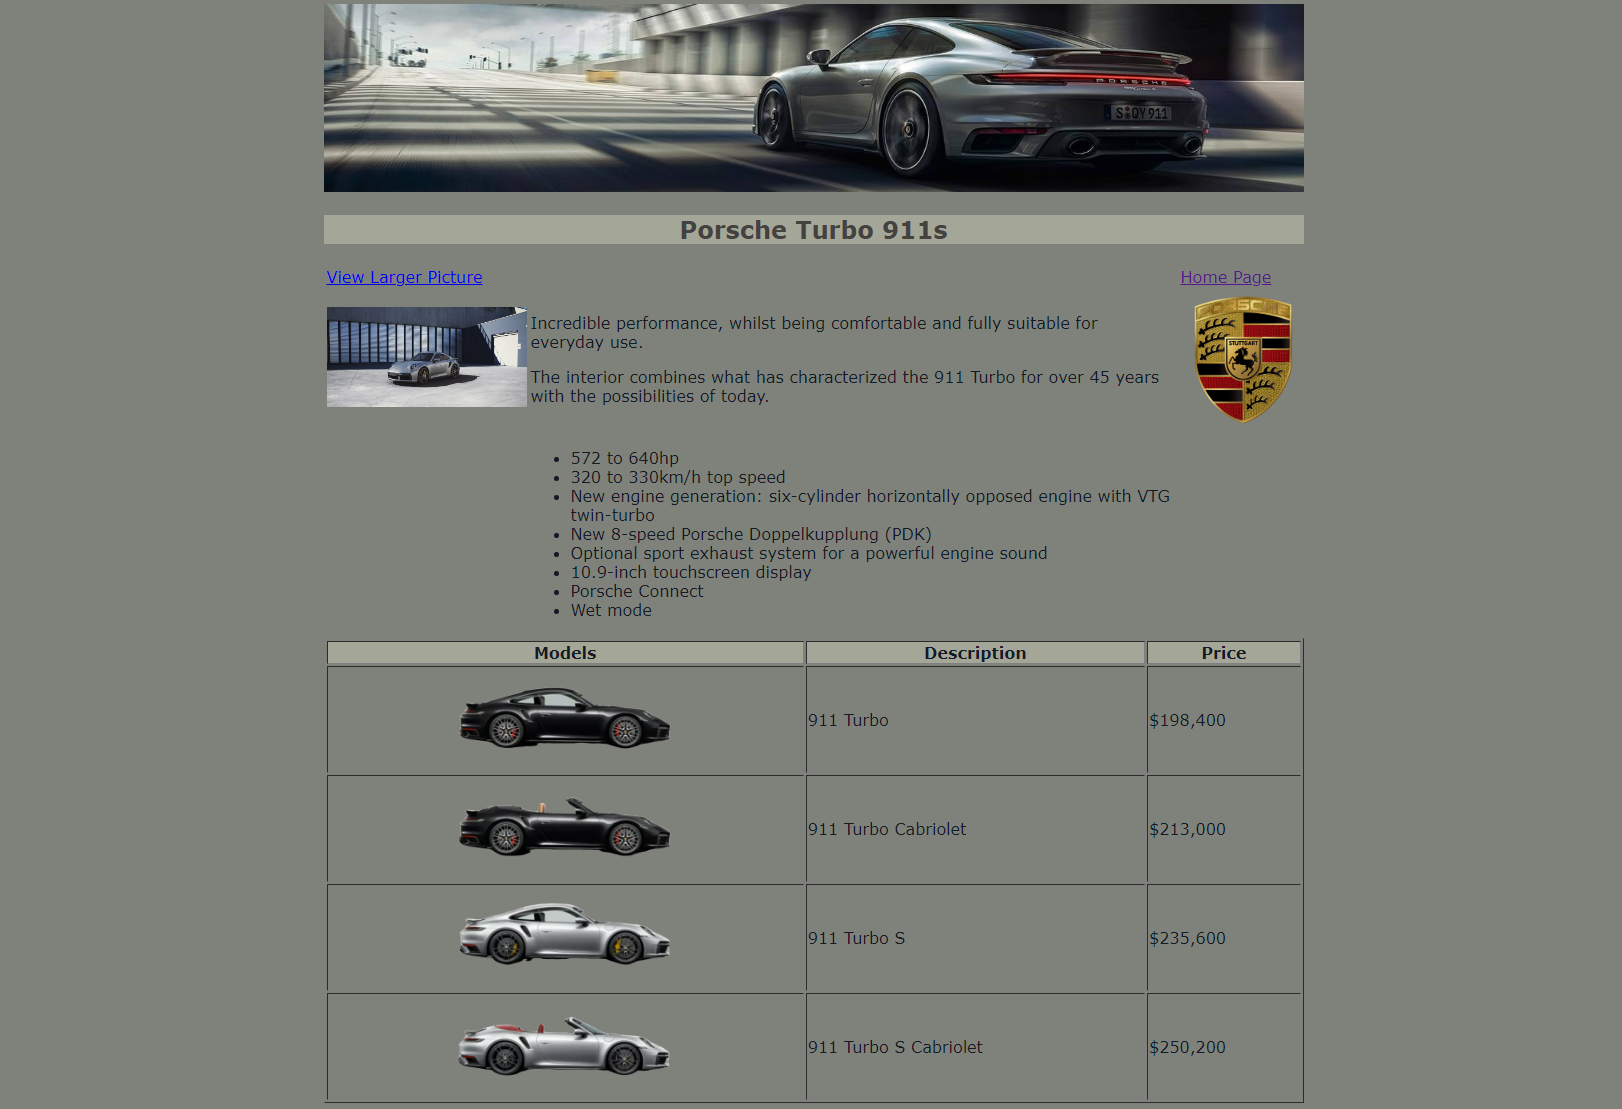 PORSCHE
S QY 911
Porsche Turbo 911s
View Larger Picture
Home Page
PORSCHE
STUTTGART
Incredible performance, whilst being comfortable and fully suitable for
everyday use.
The interior combines what has characterized the 911 Turbo for over 45 years
with the possibilities of today.
572 to 640hp
320 to 330km/h top speed
New engine generation: six-cylinder horizontally opposed engine with VTG
twin-turbo
New 8-speed Porsche Doppelkupplung (PDK)
Optional sport exhaust system for a powerful engine sound
10.9-inch touchscreen display
Porsche Connect
Wet mode
Models Description Price
911 Turbo $198,400
911 Turbo Cabriolet $213,000
911 Turbo S $235,600
911 Turbo S Cabriolet $250,200